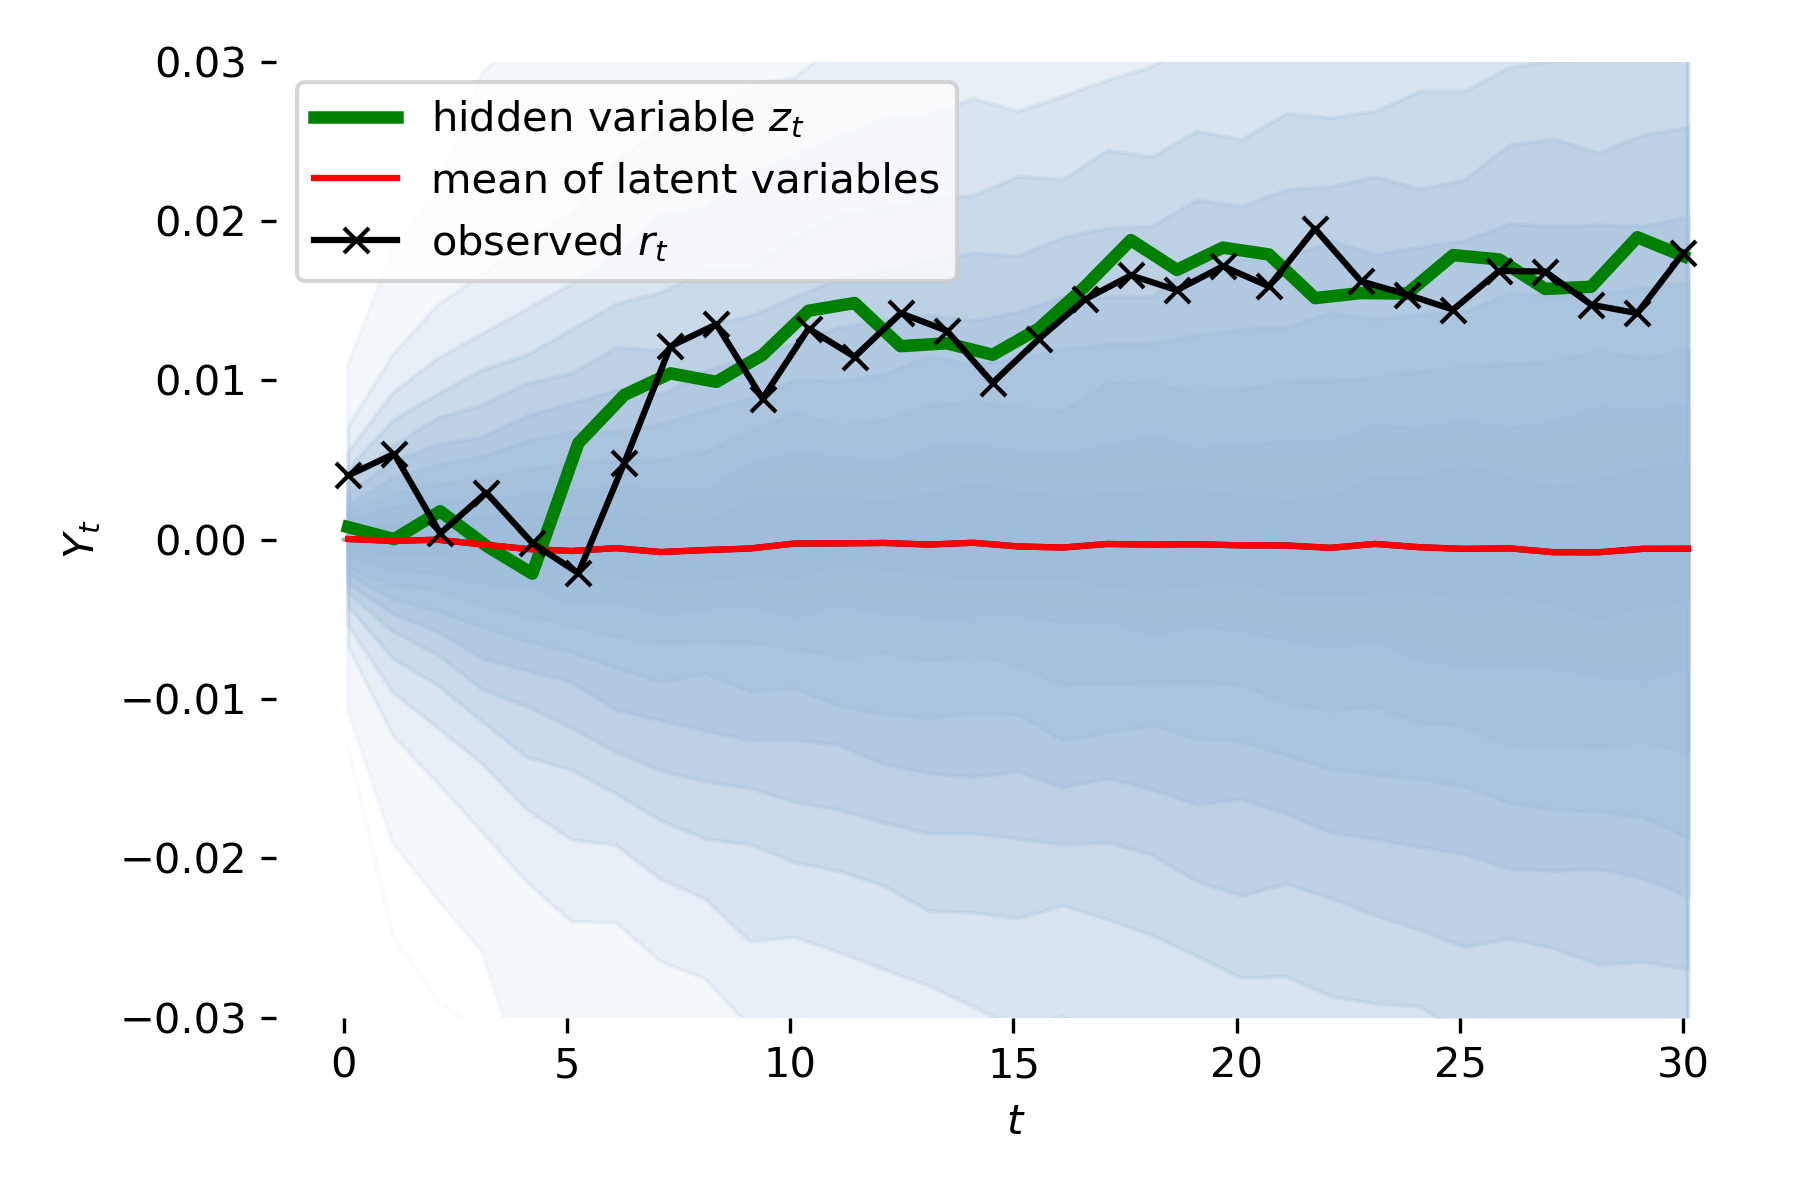 0.03
0.02
0.01
0.00
−0.01
−0.02
−0.03
Y_t
hidden variable z_t
mean of latent variables
observed r_t
0 5 10 15 20 25 30
t